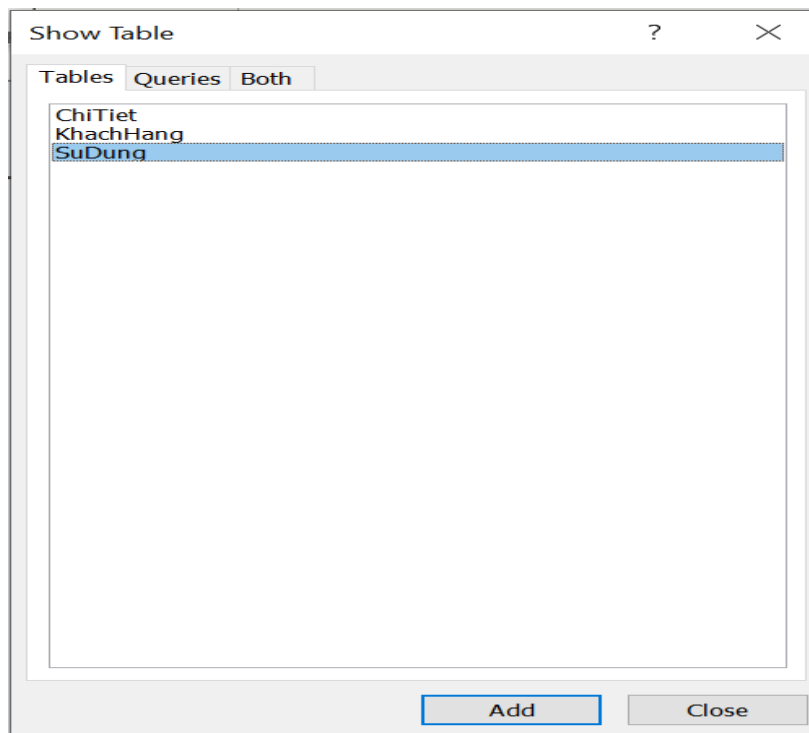 Show Table ?
Tables Queries Both
ChiTiet
KhachHang
SuDung
Add Close